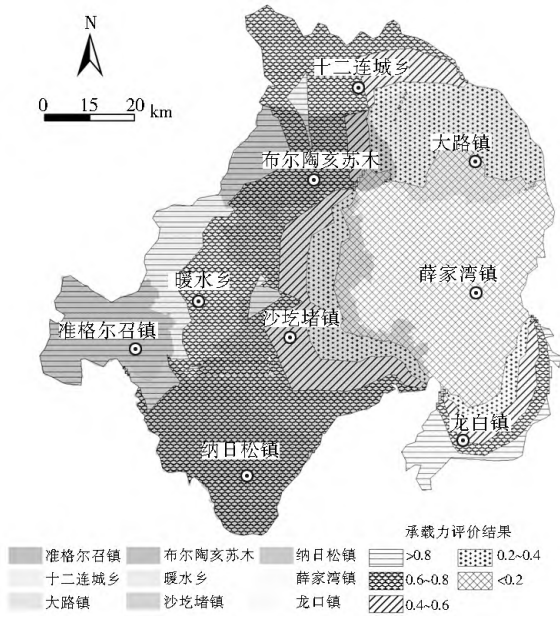 N
0 15 20 km
十二连城乡
大路镇
布尔陶亥苏木
薛家湾镇
暖水乡
沙圪堵镇
准格尔召镇
龙白镇
纳日松镇
承载力评价结果
准格尔召镇 布尔陶亥苏木 纳日松镇 >0.8 0.2~0.4
十二连城乡 暖水乡 薛家湾镇 0.6~0.8 <0.2
大路镇 沙圪堵镇 龙口镇 0.4~0.6